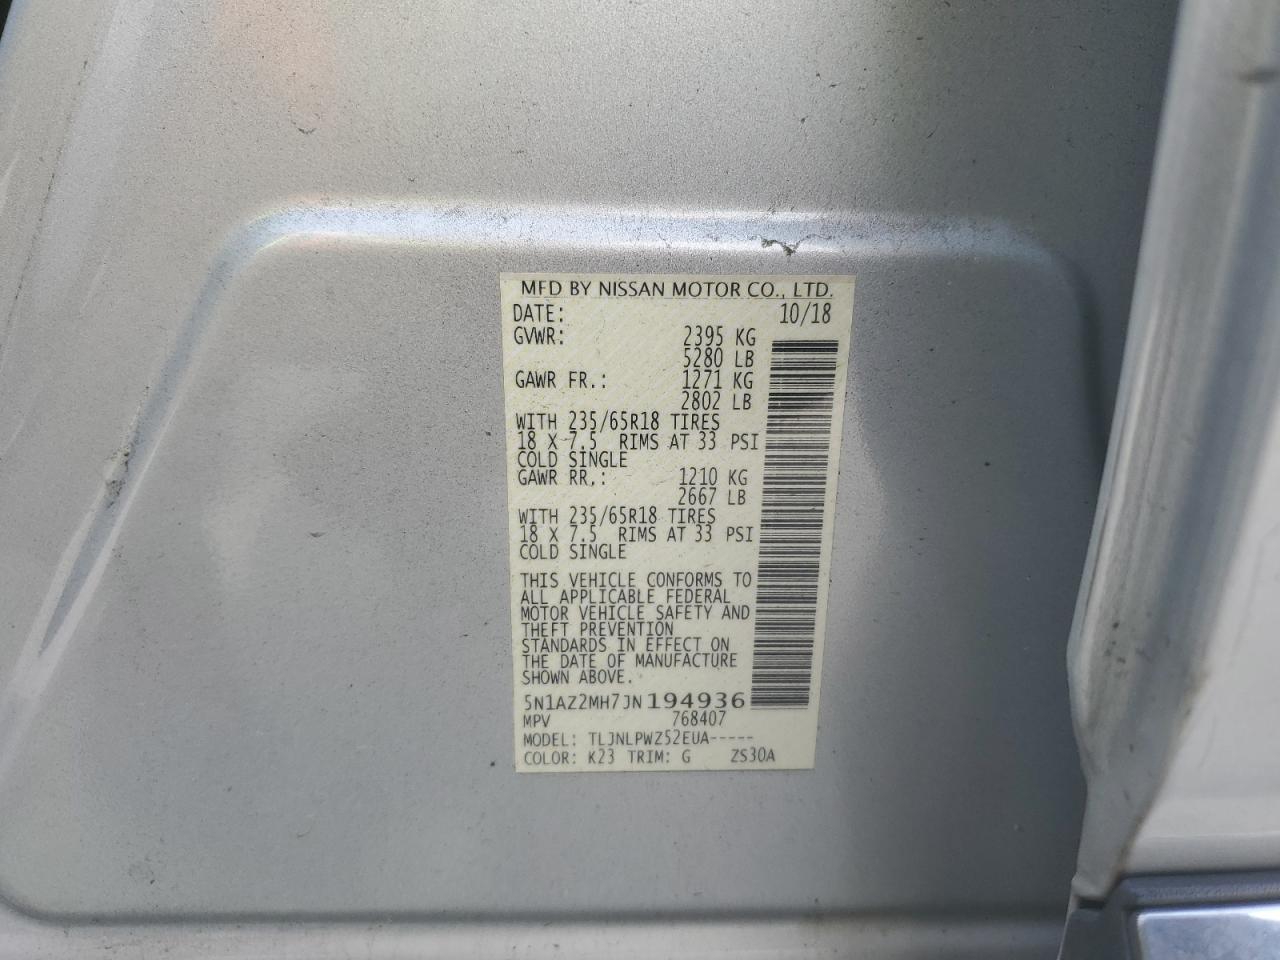 MFD BY NISSAN MOTOR CO., LTD.
DATE: 10/18
GVWR: 2395 KG
5280 LB
GAWR FR.: 1271 KG
2802 LB
WITH 235/65R18 TIRES
18 X 7.5 RIMS AT 33 PSI
COLD SINGLE
GAWR RR.: 1210 KG
2667 LB
WITH 235/65R18 TIRES
18 X 7.5 RIMS AT 33 PSI
COLD SINGLE
THIS VEHICLE CONFORMS TO
ALL APPLICABLE FEDERAL
MOTOR VEHICLE SAFETY AND
THEFT PREVENTION
STANDARDS IN EFFECT ON
THE DATE OF MANUFACTURE
SHOWN ABOVE.
5N1AZ2MH7JN194936
MPV 768407
MODEL: TLJNLPWZ52EUA-----
COLOR: K23 TRIM: G ZS30A